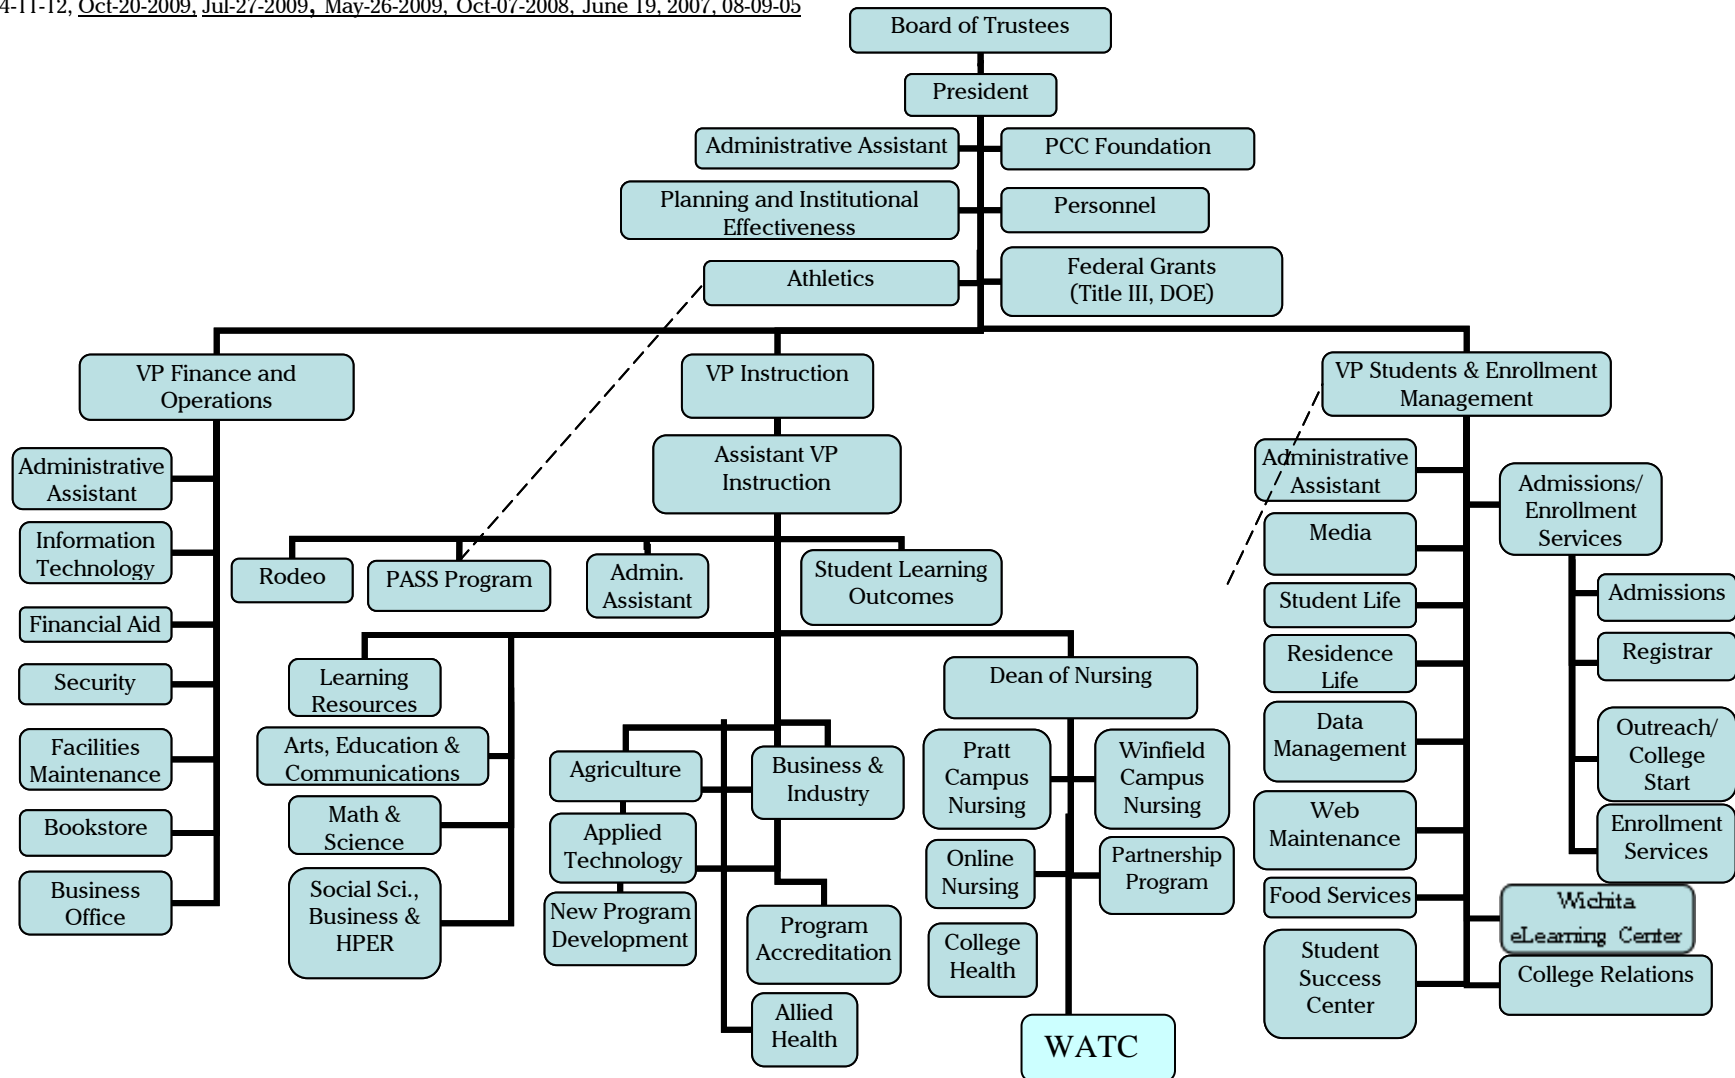 4-11-12, Oct-20-2009, Jul-27-2009, May-26-2009, Oct-07-2008, June 19, 2007, 08-09-05
Board of Trustees
President
Administrative Assistant
PCC Foundation
Planning and Institutional
Effectiveness
Personnel
Athletics
Federal Grants
(Title III, DOE)
VP Finance and
Operations
VP Instruction
VP Students & Enrollment
Management
Assistant VP
Instruction
Administrative
Assistant
Information
Technology
Financial Aid
Security
Facilities
Maintenance
Bookstore
Business
Office
Rodeo
PASS Program
Admin.
Assistant
Student Learning
Outcomes
Learning
Resources
Arts, Education &
Communications
Math &
Science
Social Sci.,
Business &
HPER
Agriculture
Business &
Industry
Applied
Technology
New Program
Development
Program
Accreditation
Allied
Health
Dean of Nursing
Pratt
Campus
Nursing
Winfield
Campus
Nursing
Online
Nursing
Partnership
Program
College
Health
WATC
Administrative
Assistant
Media
Student Life
Residence
Life
Data
Management
Web
Maintenance
Food Services
Student
Success
Center
Admissions/
Enrollment
Services
Admissions
Registrar
Outreach/
College
Start
Enrollment
Services
Wichita
eLearning Center
College Relations